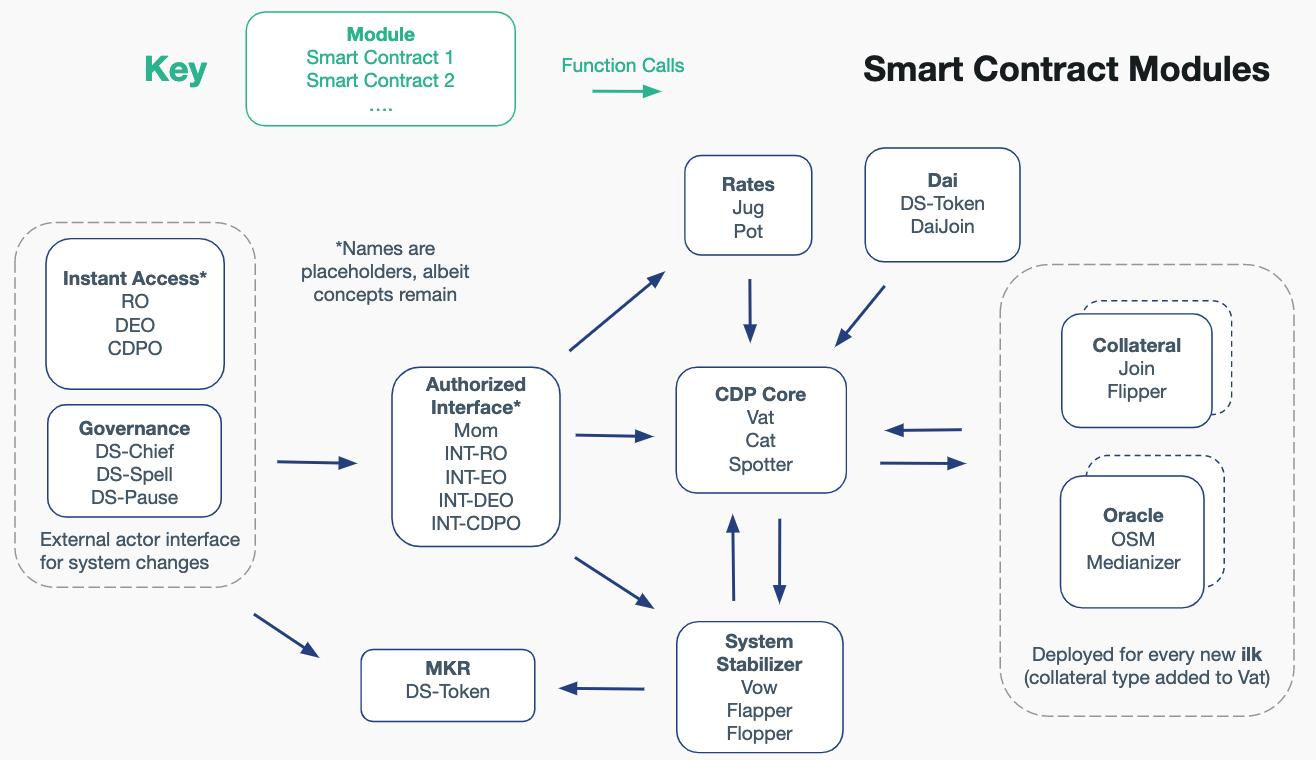 Key
Module
Smart Contract 1
Smart Contract 2
....
Function Calls
Smart Contract Modules
Instant Access*
RO
DEO
CDPO
Governance
DS-Chief
DS-Spell
DS-Pause
External actor interface
for system changes
*Names are
placeholders, albeit
concepts remain
Authorized
Interface*
Mom
INT-RO
INT-EO
INT-DEO
INT-CDPO
MKR
DS-Token
Rates
Jug
Pot
Dai
DS-Token
DaiJoin
CDP Core
Vat
Cat
Spotter
System
Stabilizer
Vow
Flapper
Flopper
Collateral
Join
Flipper
Oracle
OSM
Medianizer
Deployed for every new ilk
(collateral type added to Vat)